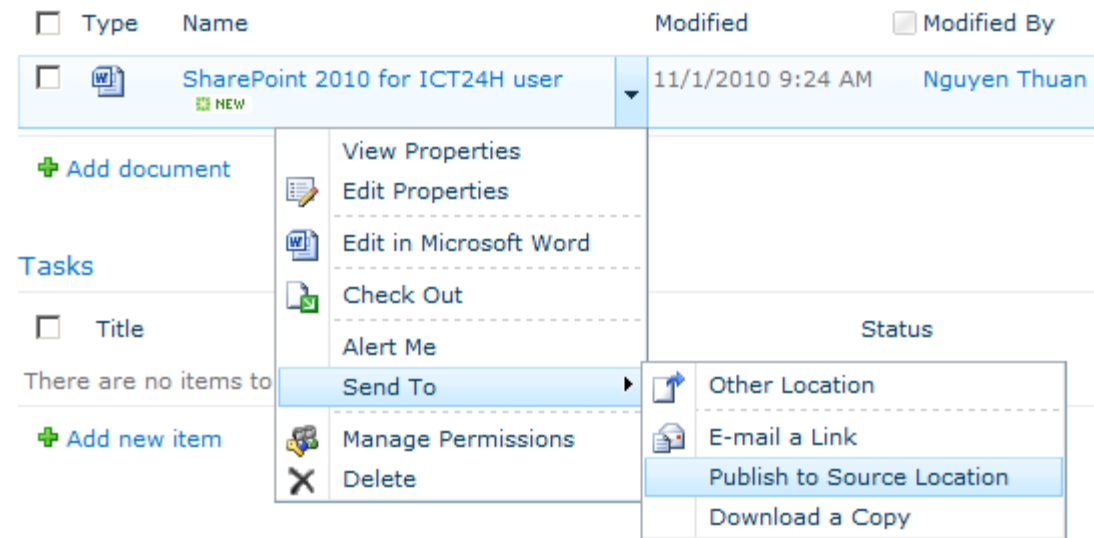 Type Name Modified Modified By
SharePoint 2010 for ICT24H user 11/1/2010 9:24 AM Nguyen Thuan
NEW
View Properties
Add document
Edit Properties
Edit in Microsoft Word
Tasks
Check Out
Title Status
Alert Me
There are no items to
Send To
Other Location
Add new item
Manage Permissions
E-mail a Link
Delete
Publish to Source Location
Download a Copy